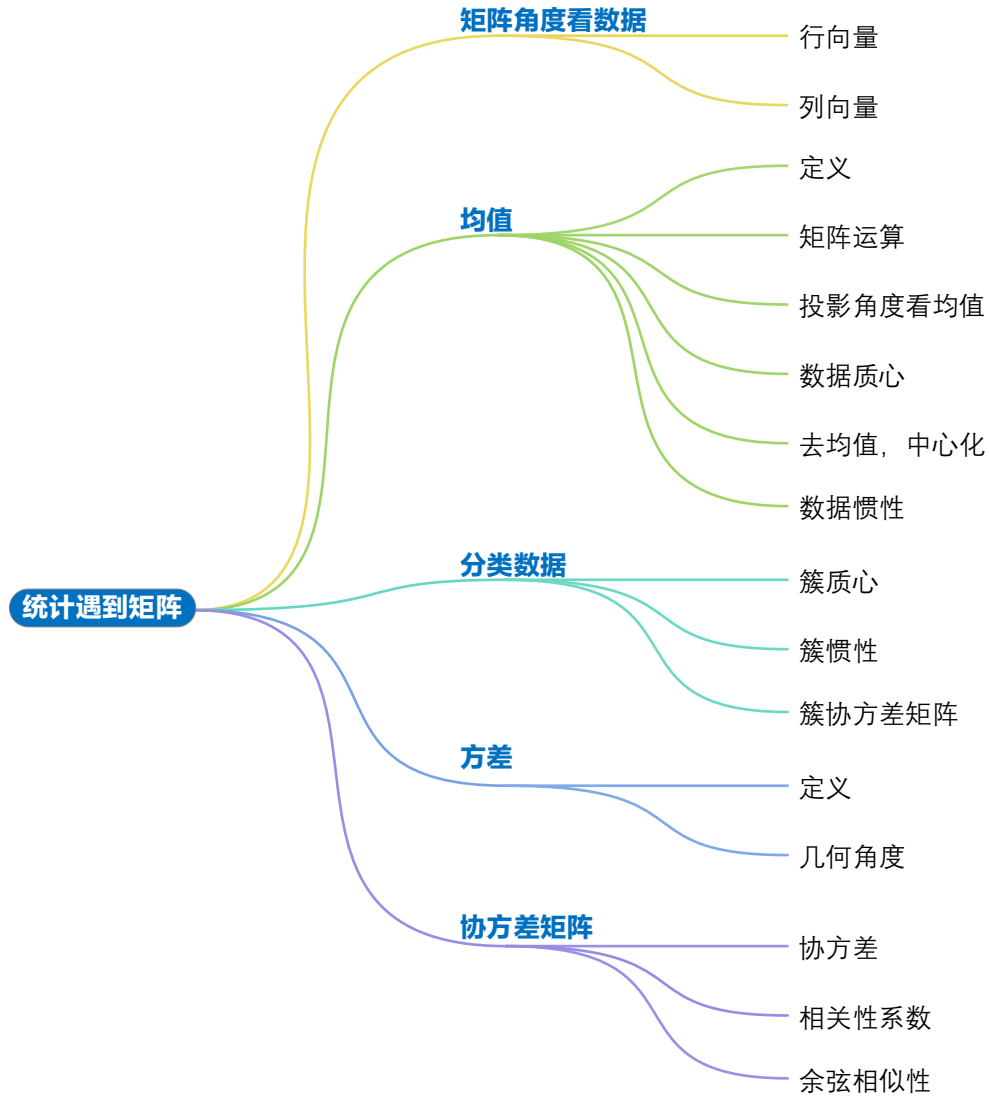 矩阵角度看数据
行向量
列向量
均值
定义
矩阵运算
投影角度看均值
数据质心
去均值，中心化
数据惯性
统计遇到矩阵
分类数据
簇质心
簇惯性
簇协方差矩阵
方差
定义
几何角度
协方差矩阵
协方差
相关性系数
余弦相似性